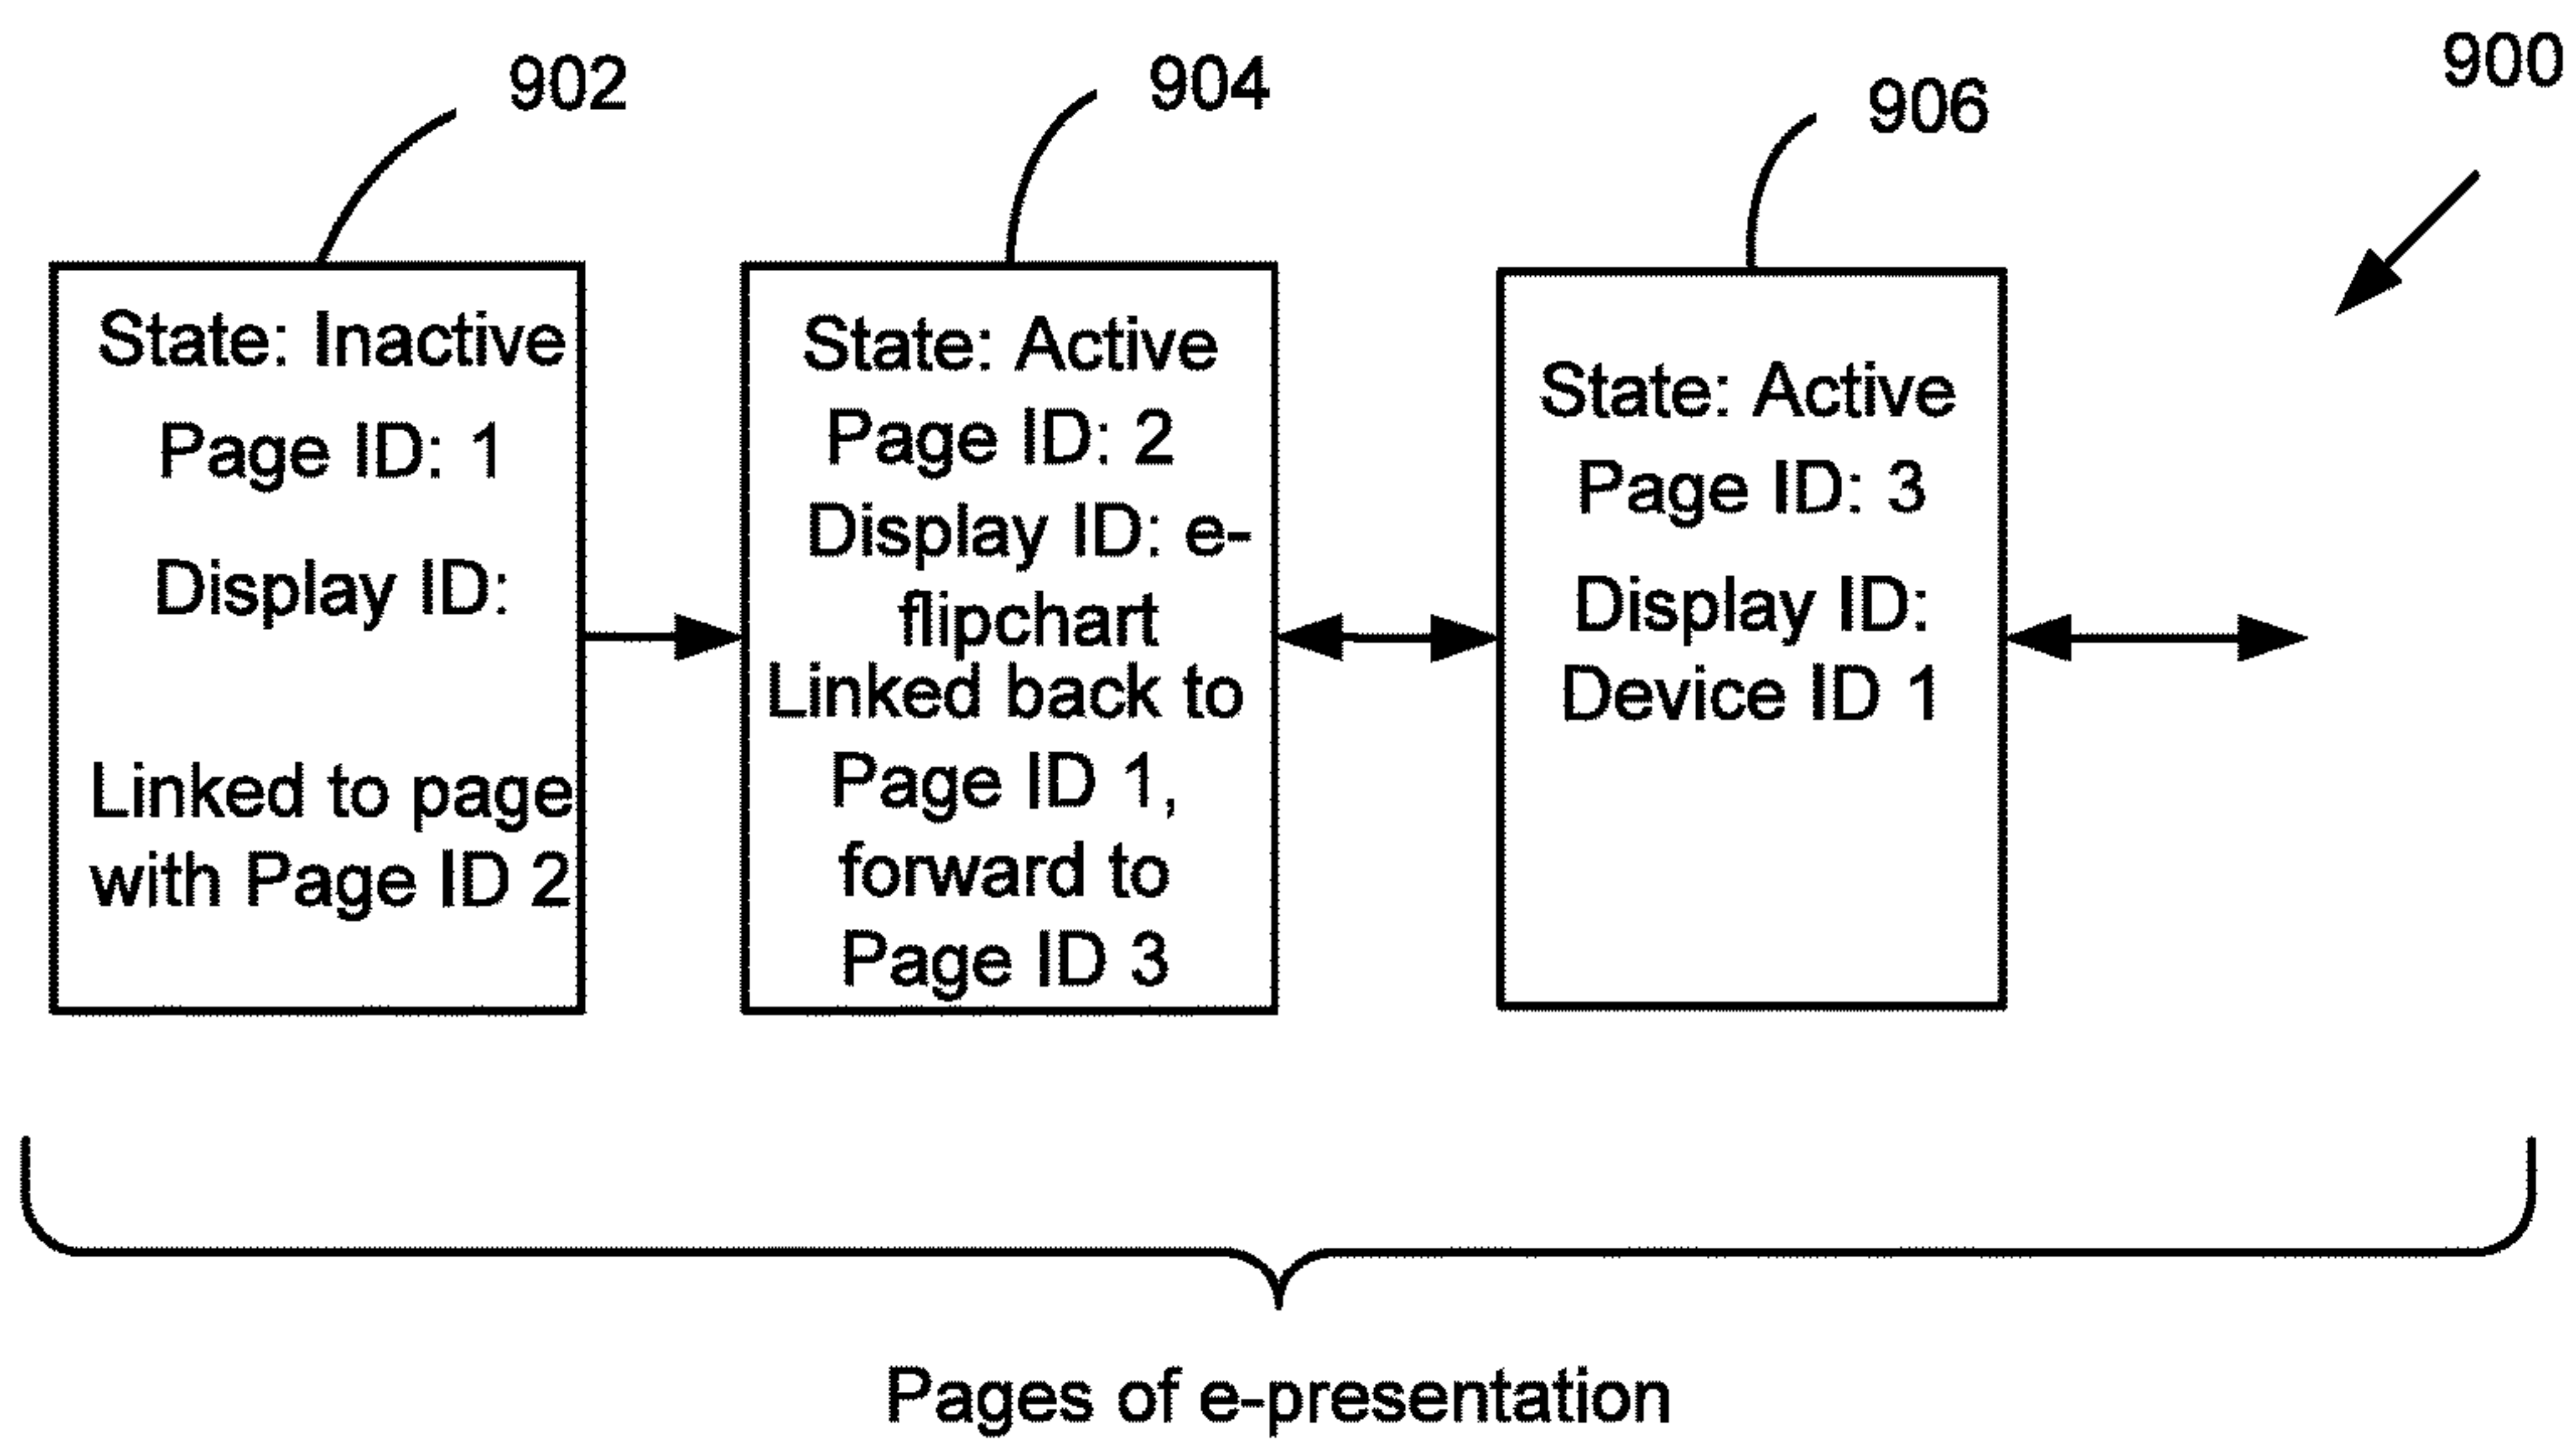 902
904
906
900
State: Inactive
Page ID: 1
Display ID:
Linked to page
with Page ID 2
State: Active
Page ID: 2
Display ID: e-
flipchart
Linked back to
Page ID 1,
forward to
Page ID 3
State: Active
Page ID: 3
Display ID:
Device ID 1
Pages of e-presentation